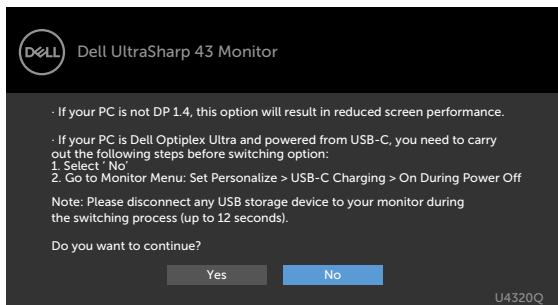 DELL
Dell UltraSharp 43 Monitor
· If your PC is not DP 1.4, this option will result in reduced screen performance.
· If your PC is Dell Optiplex Ultra and powered from USB-C, you need to carry
out the following steps before switching option:
1. Select ‘ No’
2. Go to Monitor Menu: Set Personalize > USB-C Charging > On During Power Off
Note: Please disconnect any USB storage device to your monitor during
the switching process (up to 12 seconds).
Do you want to continue?
Yes
No
U4320Q